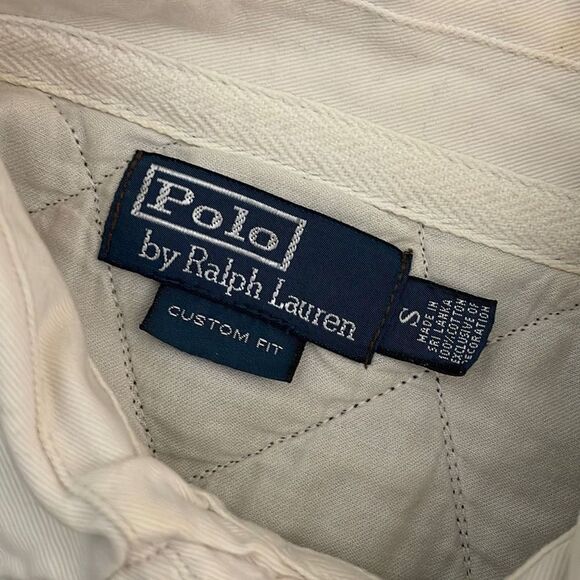 Polo
by Ralph Lauren
CUSTOM FIT
S
MADE IN
SRI LANKA
100% COTTON
EXCLUSIVE OF
DECORATION